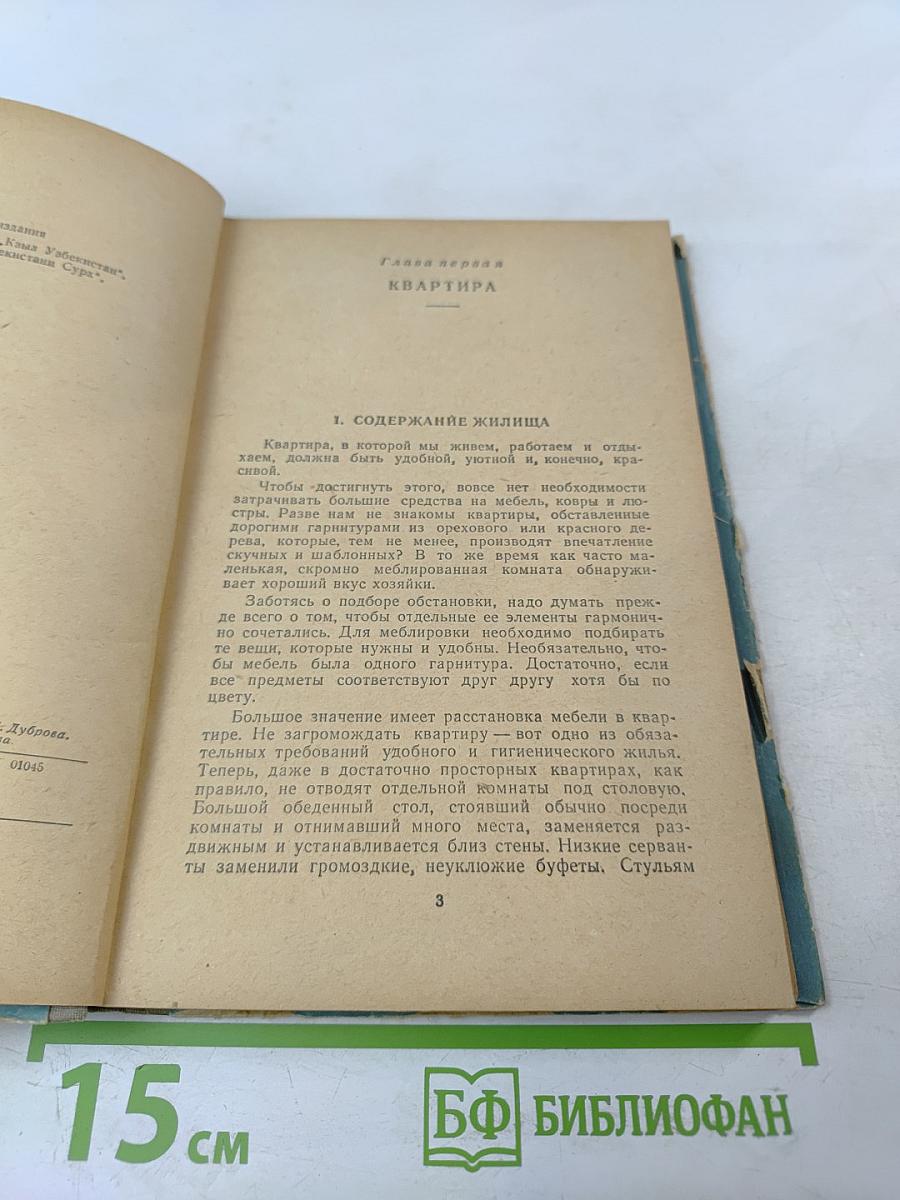 издания
„Кзыл Узбекистан“,
екистани Сурх“.
. Дуброва.
01045
Глава первая
КВАРТИРА
1. СОДЕРЖАНИЕ ЖИЛИЩА
Квартира, в которой мы живем, работаем и отды-
хаем, должна быть удобной, уютной и, конечно, кра-
сивой.
Чтобы достигнуть этого, вовсе нет необходимости
затрачивать большие средства на мебель, ковры и лю-
стры. Разве нам не знакомы квартиры, обставленные
дорогими гарнитурами из орехового или красного де-
рева, которые, тем не менее, производят впечатление
скучных и шаблонных? В то же время как часто ма-
ленькая, скромно меблированная комната обнаружи-
вает хороший вкус хозяйки.
Заботясь о подборе обстановки, надо думать преж-
де всего о том, чтобы отдельные ее элементы гармонич-
но сочетались. Для меблировки необходимо подбирать
те вещи, которые нужны и удобны. Необязательно, что-
бы мебель была одного гарнитура. Достаточно, если
все предметы соответствуют друг другу хотя бы по
цвету.
Большое значение имеет расстановка мебели в квар-
тире. Не загромождать квартиру — вот одно из обяза-
тельных требований удобного и гигиенического жилья.
Теперь, даже в достаточно просторных квартирах, как
правило, не отводят отдельной комнаты под столовую.
Большой обеденный стол, стоявший обычно посреди
комнаты и отнимавший много места, заменяется раз-
движным и устанавливается близ стены. Низкие серван-
ты заменили громоздкие, неуклюжие буфеты. Стульям
3
15 см
БФ БИБЛИОФАН